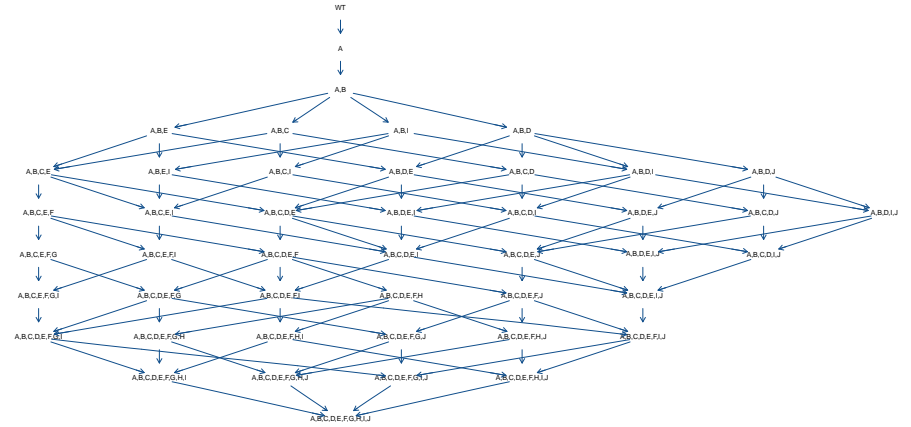 WT
A
A,B
A,B,E A,B,C A,B,I A,B,D
A,B,C,E A,B,E,I A,B,C,I A,B,D,E A,B,C,D A,B,D,I A,B,D,J
A,B,C,E,F A,B,C,E,I A,B,C,D,E A,B,D,E,I A,B,C,D,I A,B,D,E,J A,B,C,D,J A,B,D,I,J
A,B,C,E,F,G A,B,C,E,F,I A,B,C,D,E,F A,B,C,D,E,I A,B,C,D,E,J A,B,D,E,I,J A,B,C,D,I,J
A,B,C,E,F,G,I A,B,C,D,E,F,G A,B,C,D,E,F,I A,B,C,D,E,F,H A,B,C,D,E,F,J A,B,C,D,E,I,J
A,B,C,D,E,F,G,I A,B,C,D,E,F,G,H A,B,C,D,E,F,H,I A,B,C,D,E,F,G,J A,B,C,D,E,F,H,J A,B,C,D,E,F,I,J
A,B,C,D,E,F,G,H,I A,B,C,D,E,F,G,H,J A,B,C,D,E,F,G,I,J A,B,C,D,E,F,H,I,J
A,B,C,D,E,F,G,H,I,J